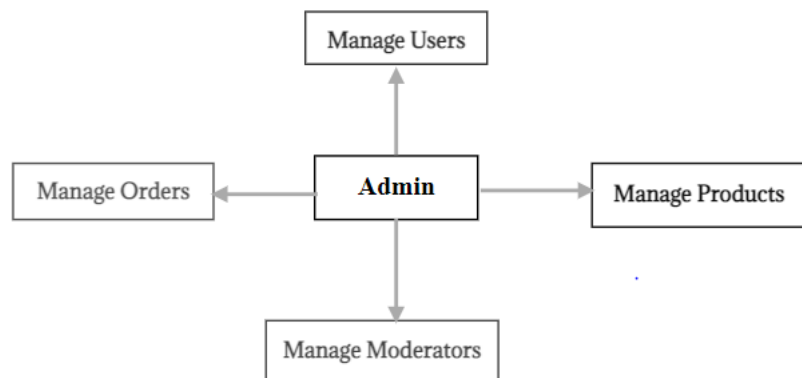 Manage Users
Manage Orders
Admin
Manage Products
Manage Moderators